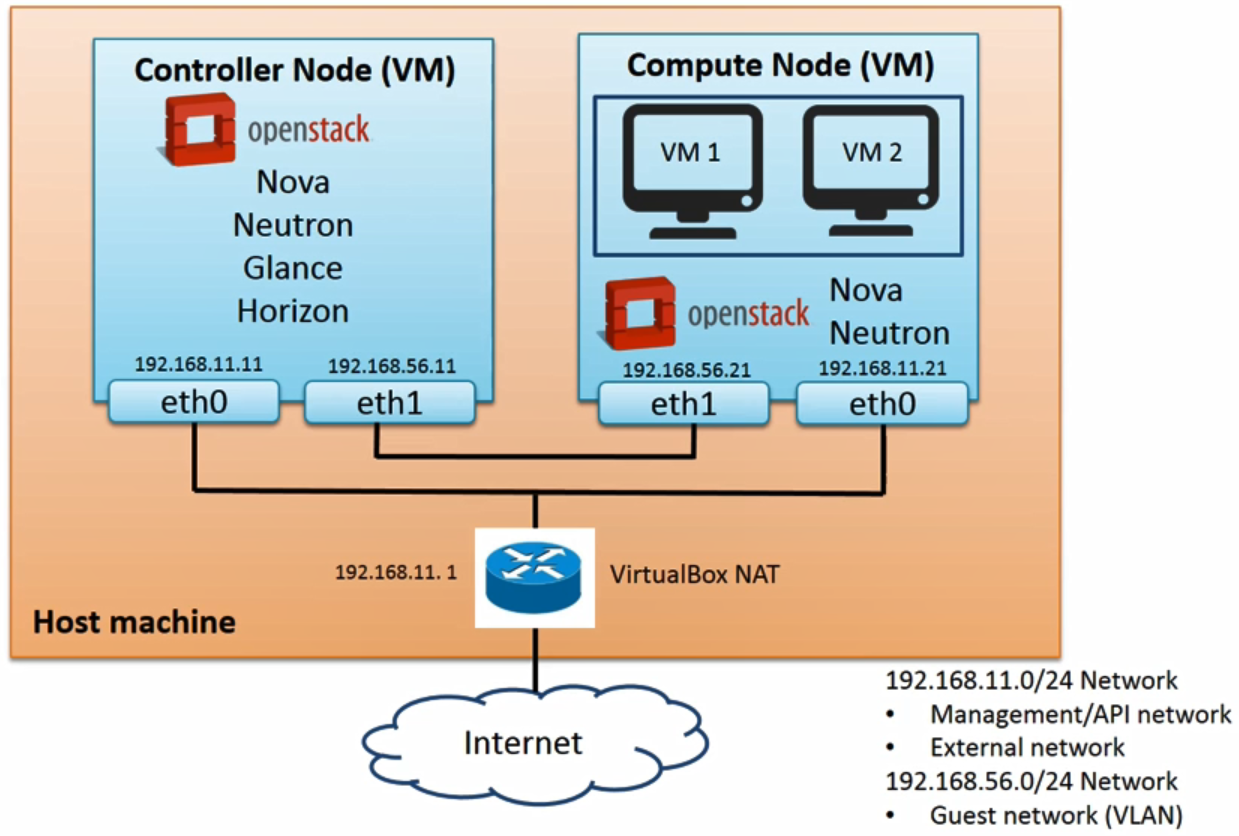 Controller Node (VM)
openstack
Nova
Neutron
Glance
Horizon
192.168.11.11
192.168.56.11
eth0
eth1
Compute Node (VM)
VM 1
VM 2
openstack
Nova
Neutron
192.168.56.21
192.168.11.21
eth1
eth0
192.168.11. 1
VirtualBox NAT
Host machine
Internet
192.168.11.0/24 Network
• Management/API network
• External network
192.168.56.0/24 Network
• Guest network (VLAN)